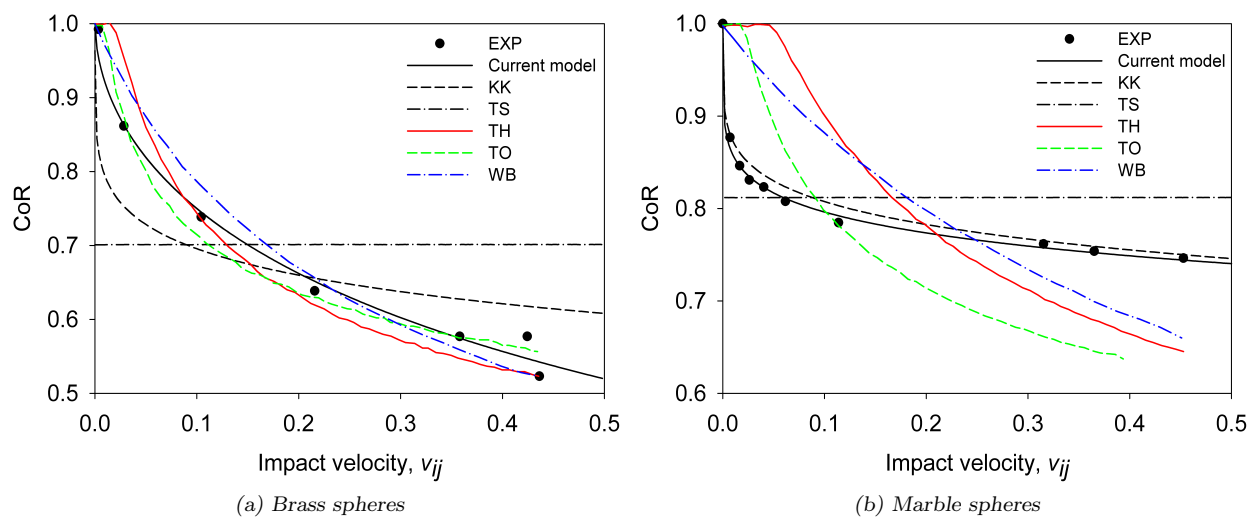 1.0
0.9
0.8
0.7
0.6
0.5
CoR
0.0 0.1 0.2 0.3 0.4 0.5
Impact velocity, vij
EXP
Current model
KK
TS
TH
TO
WB
(a) Brass spheres
1.0
0.9
0.8
0.7
0.6
CoR
0.0 0.1 0.2 0.3 0.4 0.5
Impact velocity, vij
EXP
Current model
KK
TS
TH
TO
WB
(b) Marble spheres